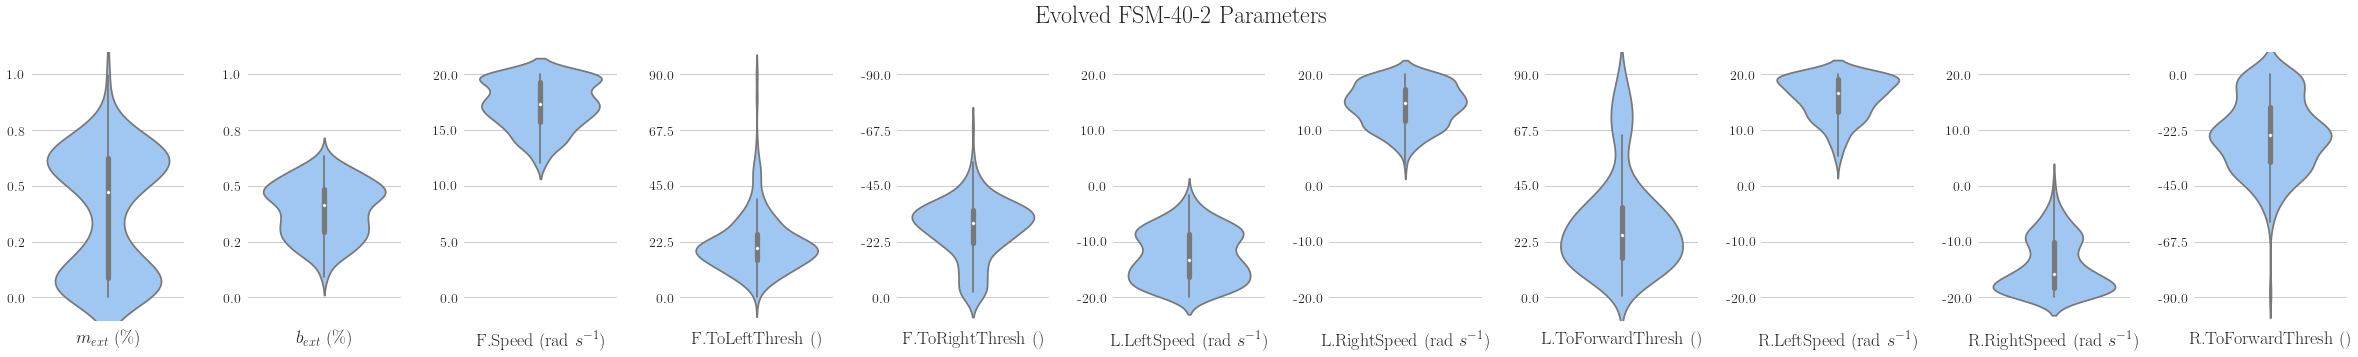 Evolved FSM-40-2 Parameters
1.0 1.0 20.0 90.0 -90.0 20.0 20.0 90.0 20.0 20.0 0.0
0.8 0.8 15.0 67.5 -67.5 10.0 10.0 67.5 10.0 10.0 -22.5
0.5 0.5 10.0 45.0 -45.0 0.0 0.0 45.0 0.0 0.0 -45.0
0.2 0.2 5.0 22.5 -22.5 -10.0 -10.0 22.5 -10.0 -10.0 -67.5
0.0 0.0 0.0 0.0 0.0 -20.0 -20.0 0.0 -20.0 -20.0 -90.0
m_ext (%) b_ext (%) F.Speed (rad s⁻¹) F.ToLeftThresh () F.ToRightThresh () L.LeftSpeed (rad s⁻¹) L.RightSpeed (rad s⁻¹) L.ToForwardThresh () R.LeftSpeed (rad s⁻¹) R.RightSpeed (rad s⁻¹) R.ToForwardThresh ()